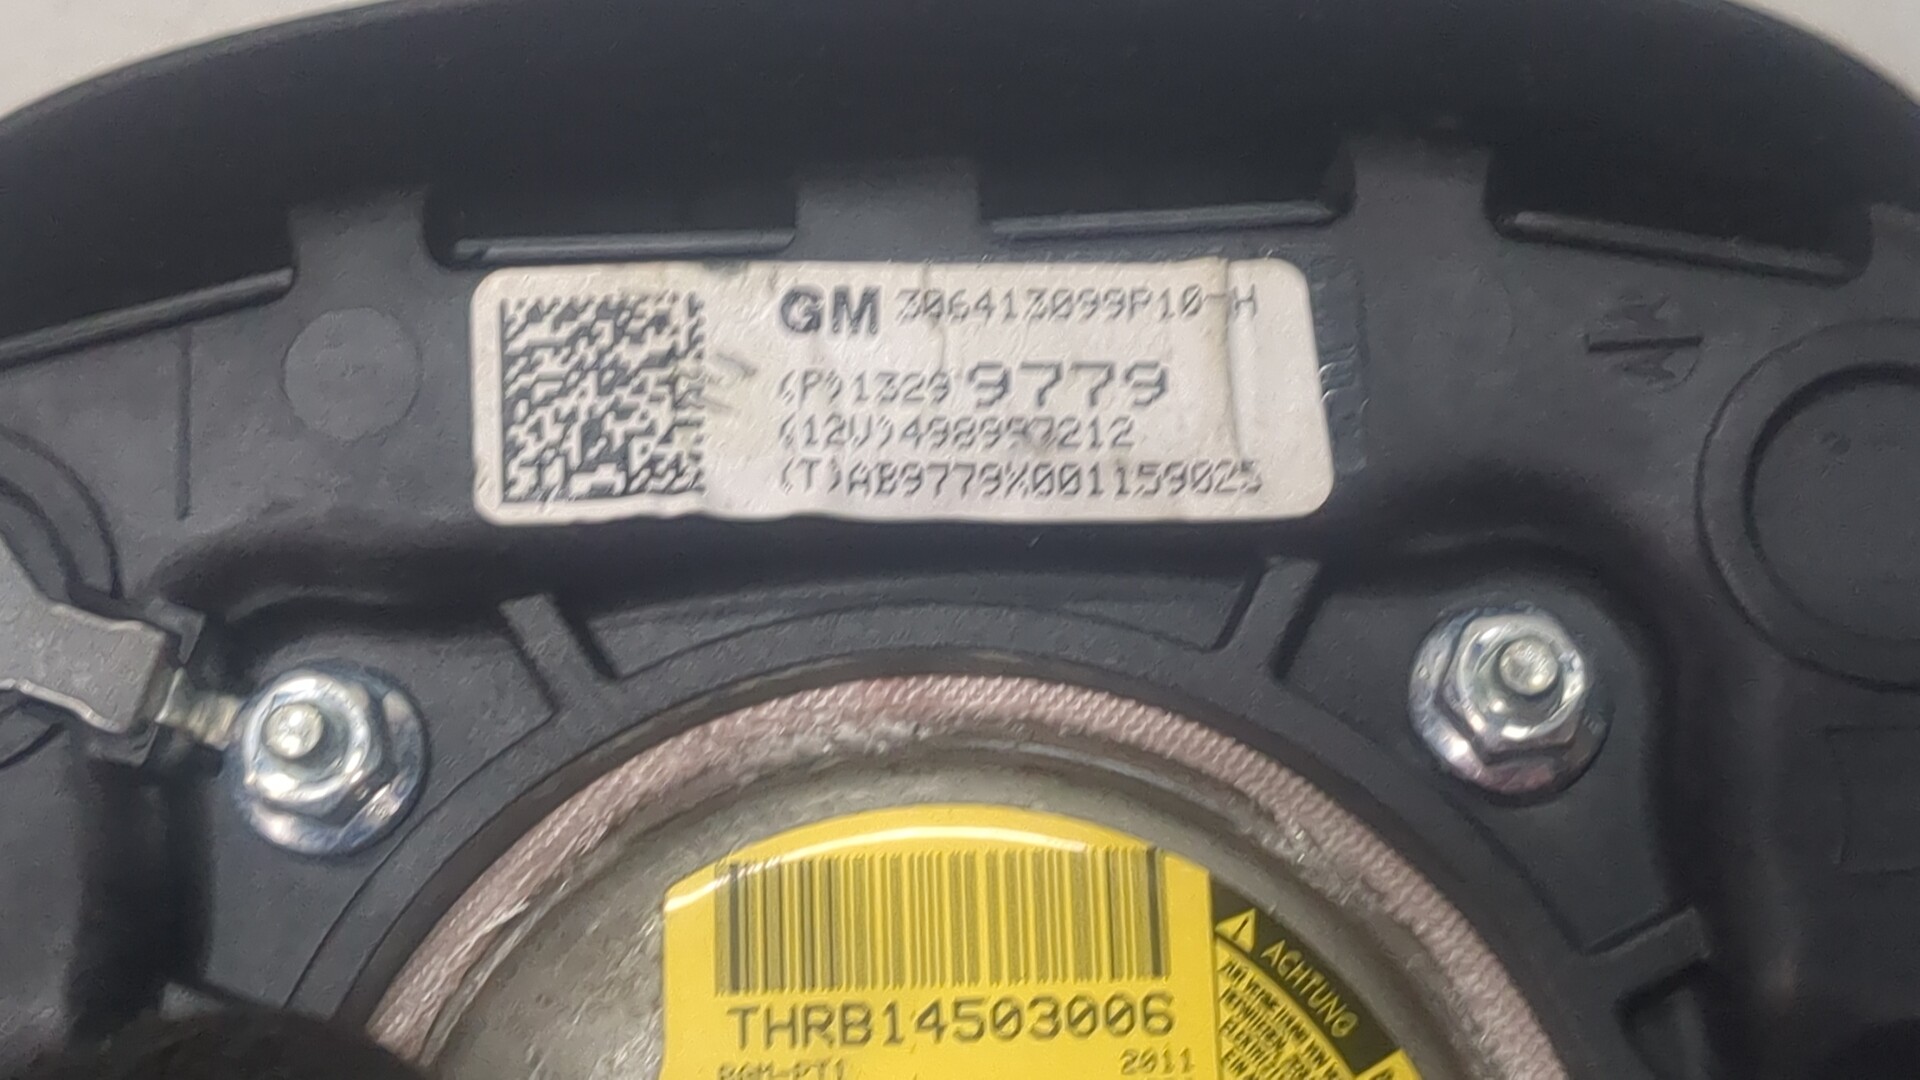 GM 306413099P10-H
(P)1329 9779
(12V)498997212
(T)AB9779X001159025
THRB14503006
2011
ACHTUNG